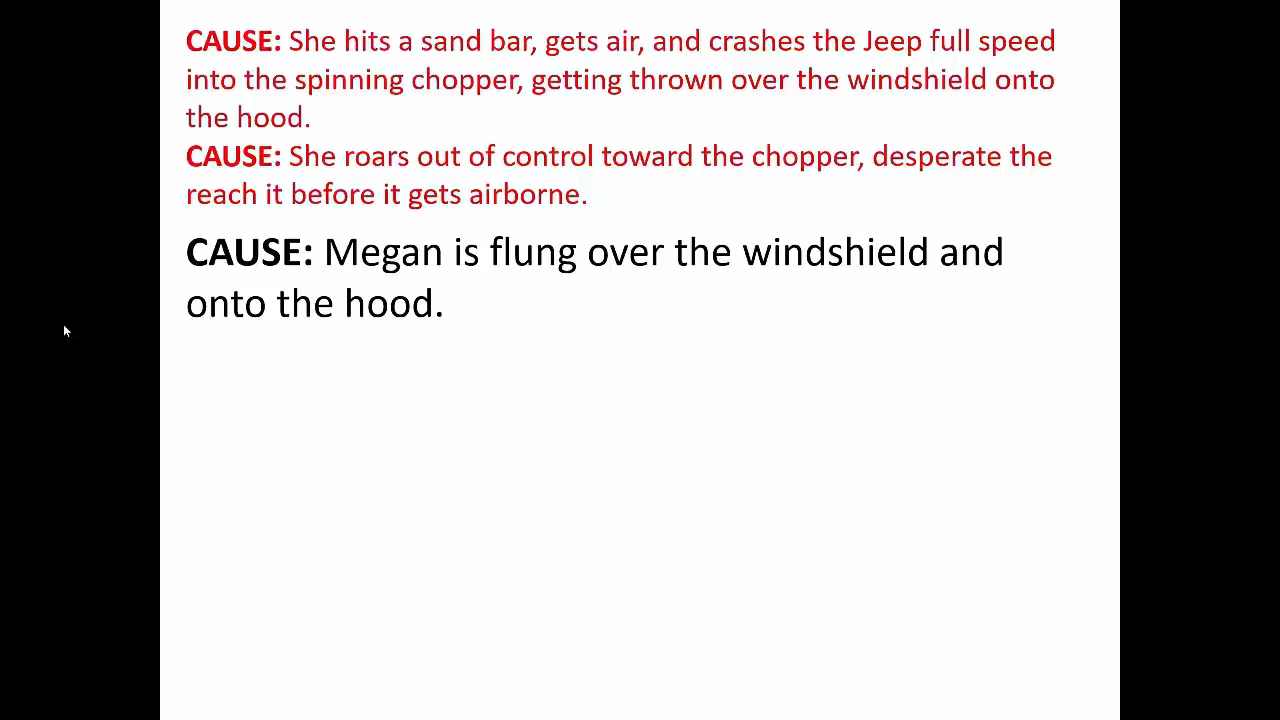 CAUSE: She hits a sand bar, gets air, and crashes the Jeep full speed
into the spinning chopper, getting thrown over the windshield onto
the hood.
CAUSE: She roars out of control toward the chopper, desperate the
reach it before it gets airborne.
CAUSE: Megan is flung over the windshield and
onto the hood.